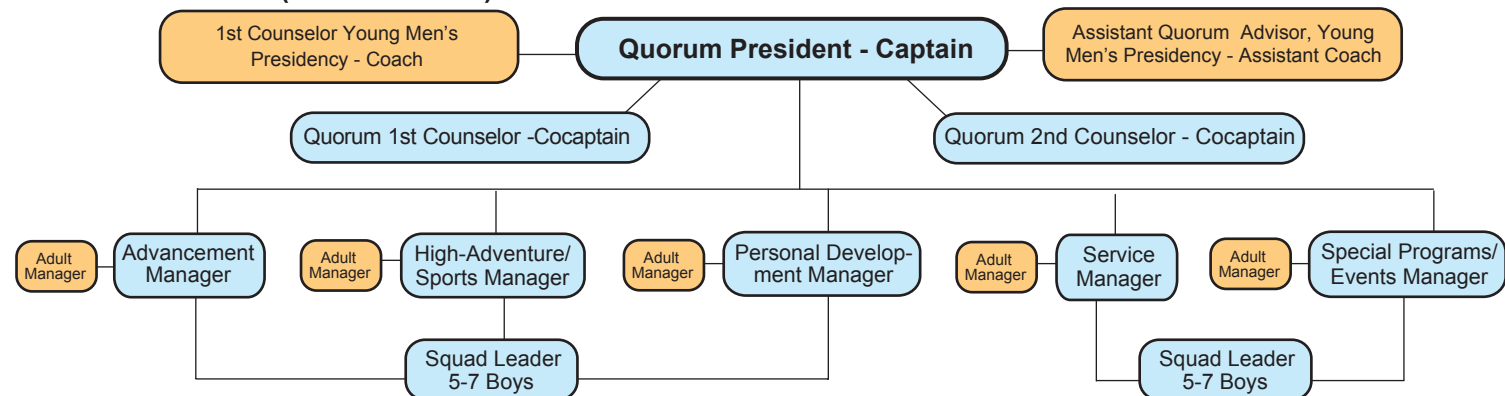 1st Counselor Young Men's
Presidency - Coach
Quorum President - Captain
Assistant Quorum  Advisor, Young
Men's Presidency - Assistant Coach
Quorum 1st Counselor -Cocaptain
Quorum 2nd Counselor - Cocaptain
Adult
Manager
Advancement
Manager
Adult
Manager
High-Adventure/
Sports Manager
Adult
Manager
Personal Develop-
ment Manager
Adult
Manager
Service
Manager
Adult
Manager
Special Programs/
Events Manager
Squad Leader
5-7 Boys
Squad Leader
5-7 Boys